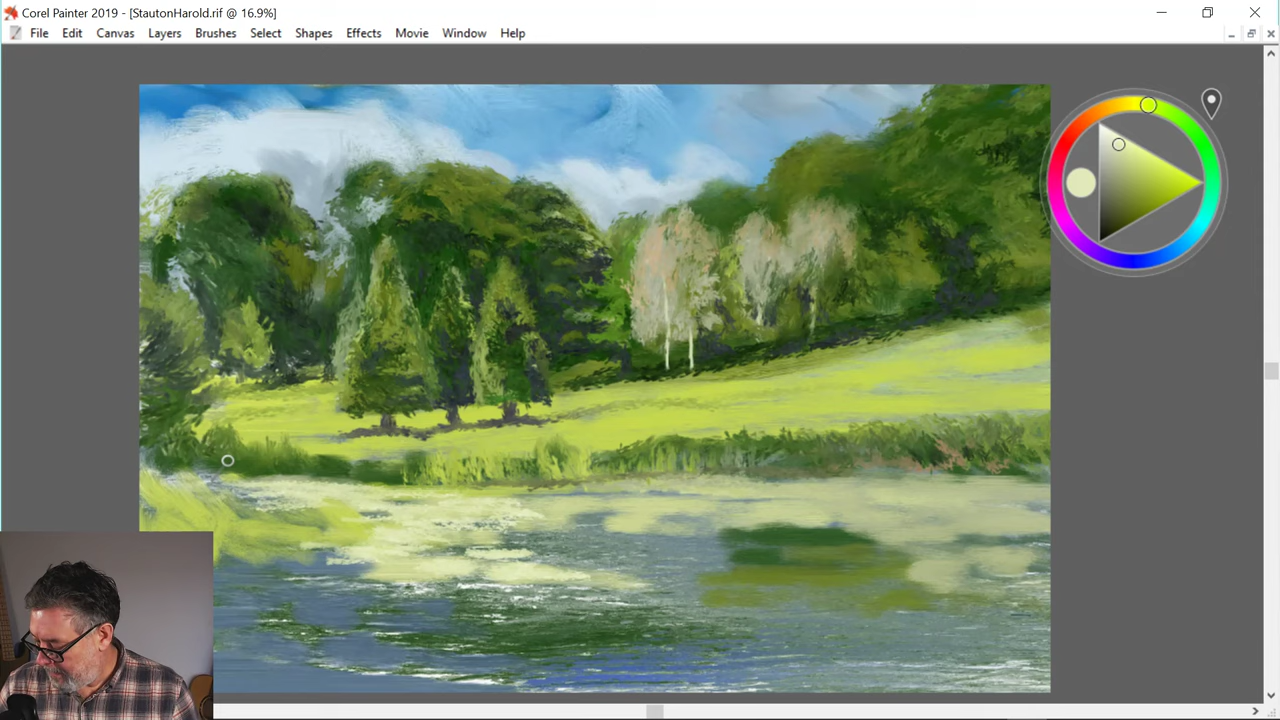 Corel Painter 2019 - [StautonHarold.rif @ 16.9%]
File Edit Canvas Layers Brushes Select Shapes Effects Movie Window Help